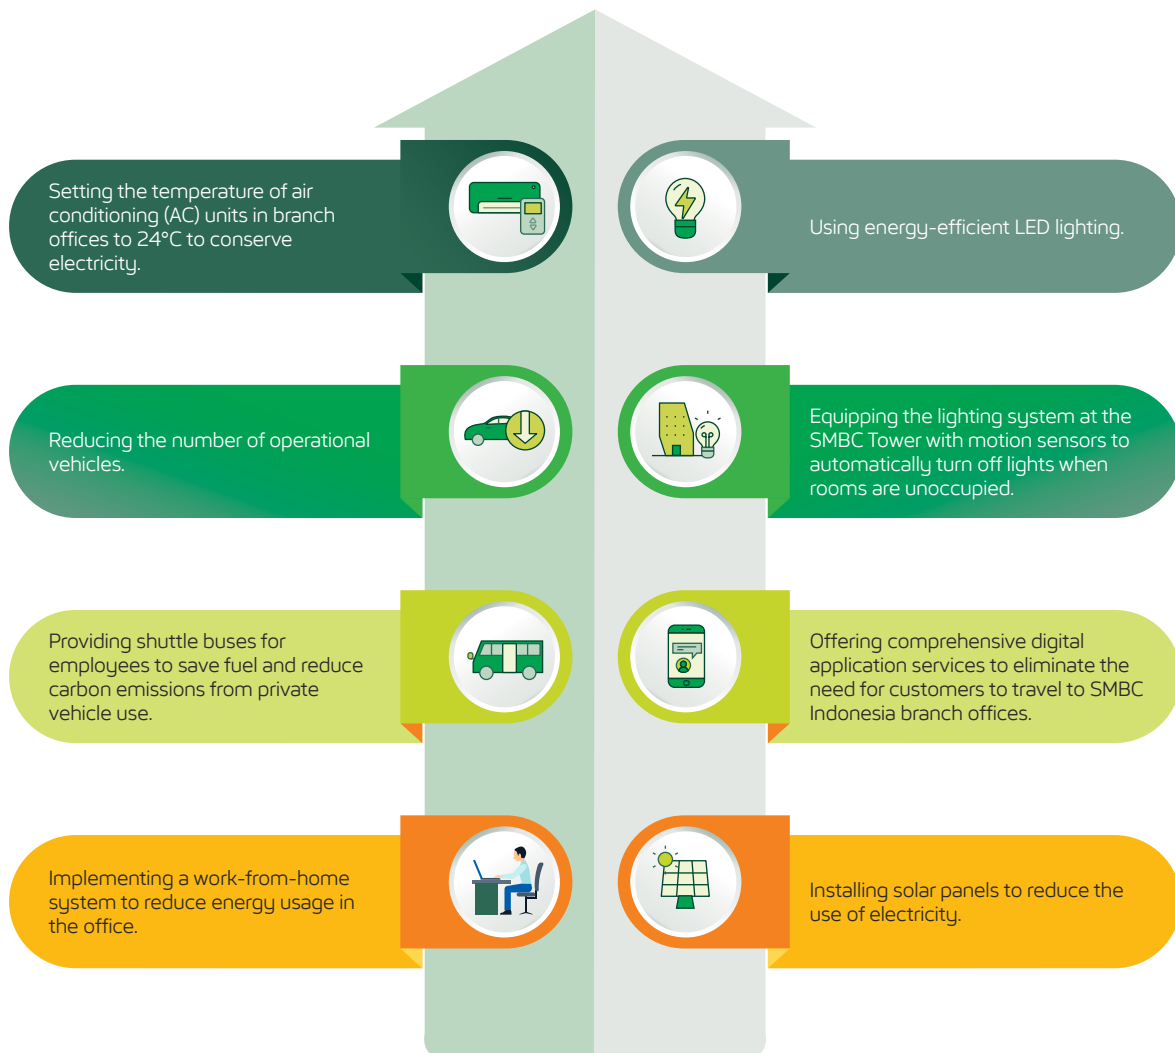 Setting the temperature of air
conditioning (AC) units in branch
offices to 24°C to conserve
electricity.
Using energy-efficient LED lighting.
Reducing the number of operational
vehicles.
Equipping the lighting system at the
SMBC Tower with motion sensors to
automatically turn off lights when
rooms are unoccupied.
Providing shuttle buses for
employees to save fuel and reduce
carbon emissions from private
vehicle use.
Offering comprehensive digital
application services to eliminate the
need for customers to travel to SMBC
Indonesia branch offices.
Implementing a work-from-home
system to reduce energy usage in
the office.
Installing solar panels to reduce the
use of electricity.